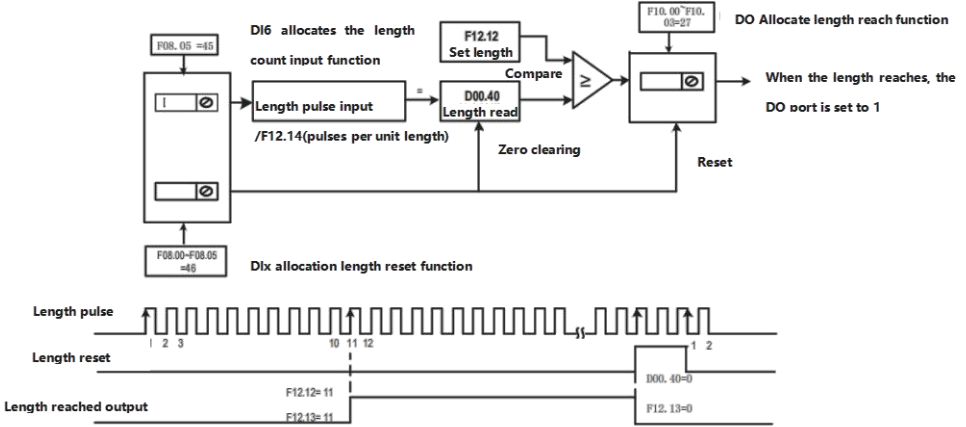 F10.00~F10.
03=27
DO Allocate length reach function
DI6 allocates the length
count input function
F08.05 =45
F12.12
Set length
Compare
≥
When the length reaches, the
DO port is set to 1
Length pulse input
=
D00.40
Length read
/F12.14(pulses per unit length)
Zero clearing
Reset
F08.00~F08.05
=46
DIx allocation length reset function
Length pulse
1 2 3 10 11 12 1 2
Length reset
D00.40=0
F12.12= 11
Length reached output
F12.13= 11
F12.13=0